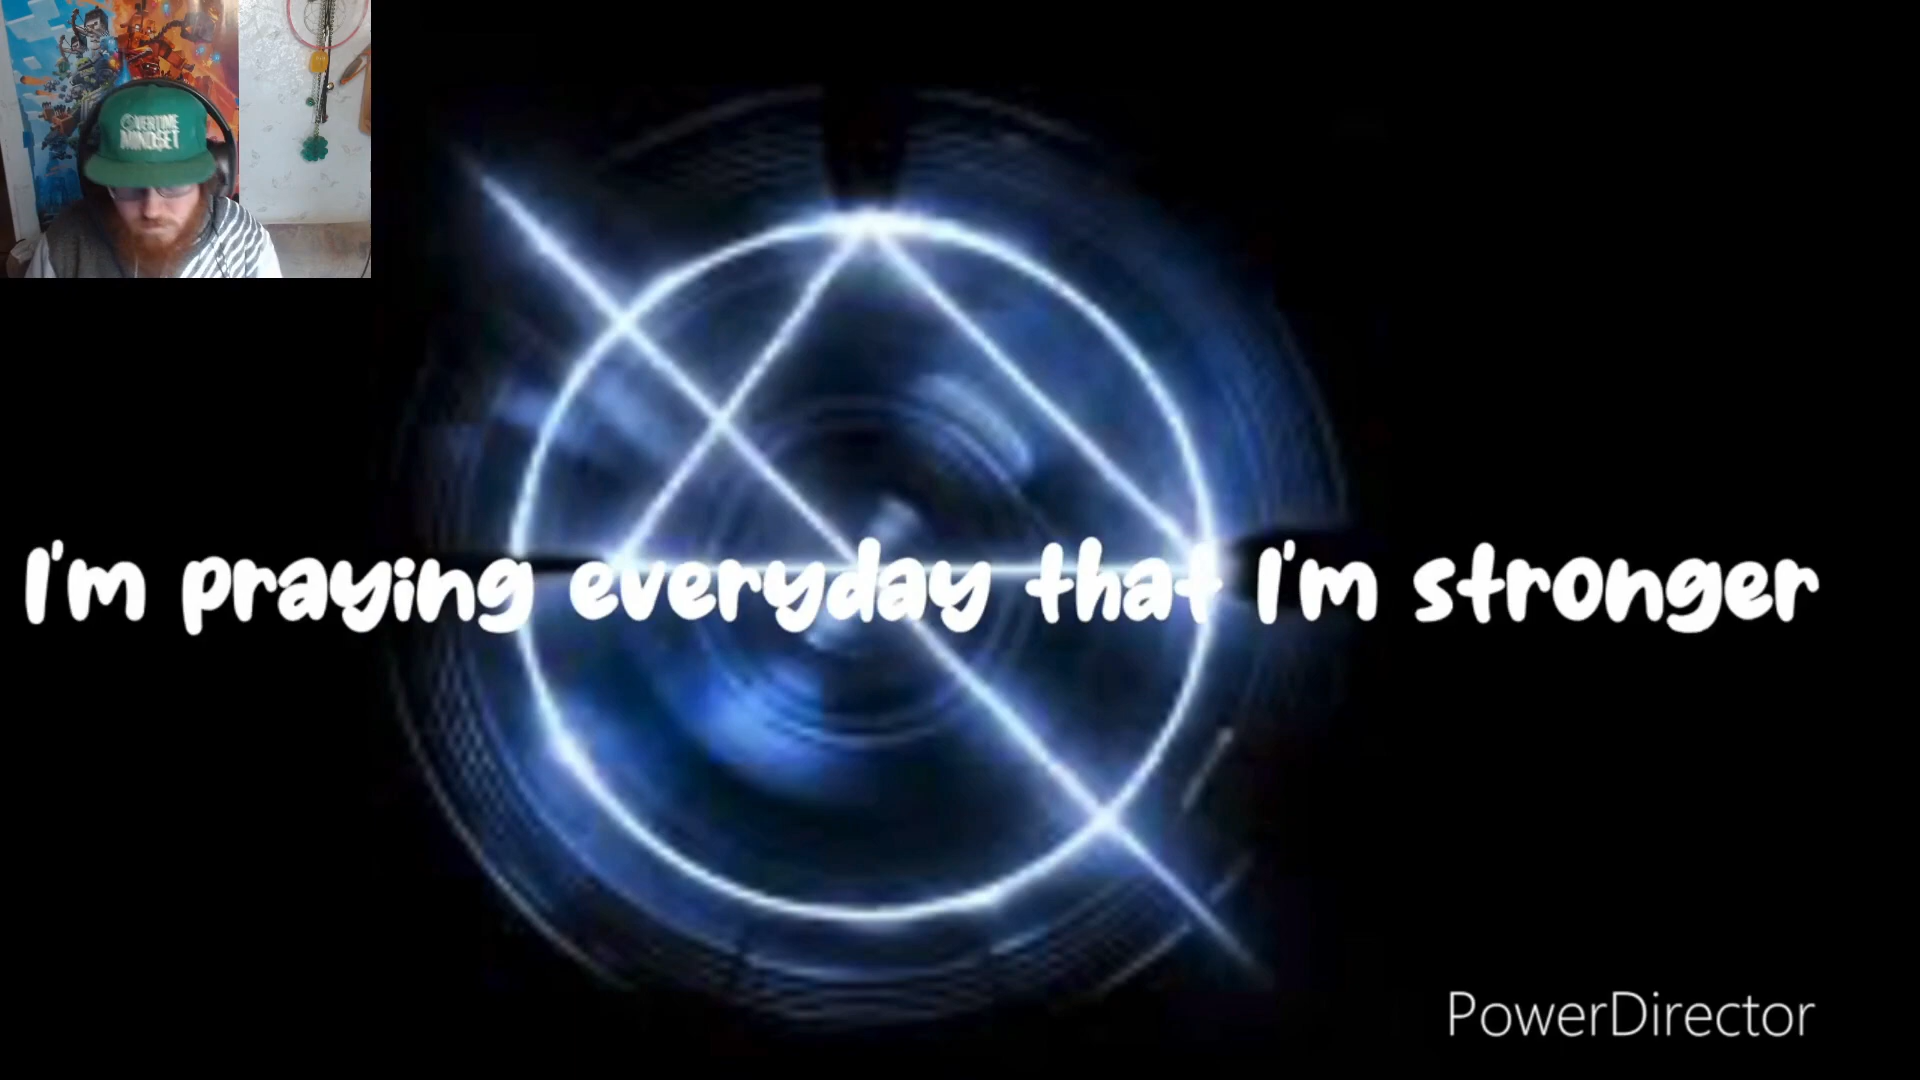 OVERTIME
MINDSET
I'm praying everyday that I'm stronger
PowerDirector